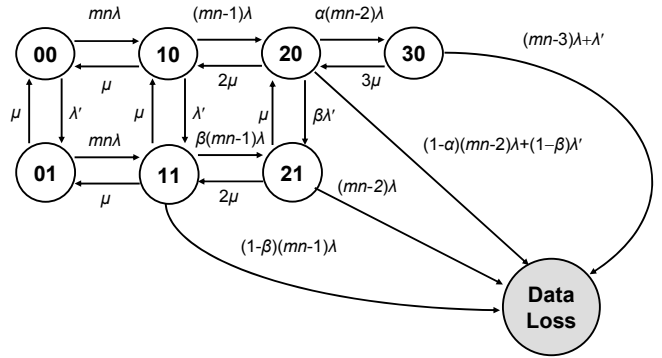 mnλ
(mn-1)λ
α(mn-2)λ
(mn-3)λ+λ′
00
10
20
30
μ
2μ
3μ
μ
λ′
μ
λ′
μ
βλ′
mnλ
β(mn-1)λ
(1-α)(mn-2)λ+(1−β)λ′
01
11
21
(mn-2)λ
μ
2μ
(1-β)(mn-1)λ
Data
Loss